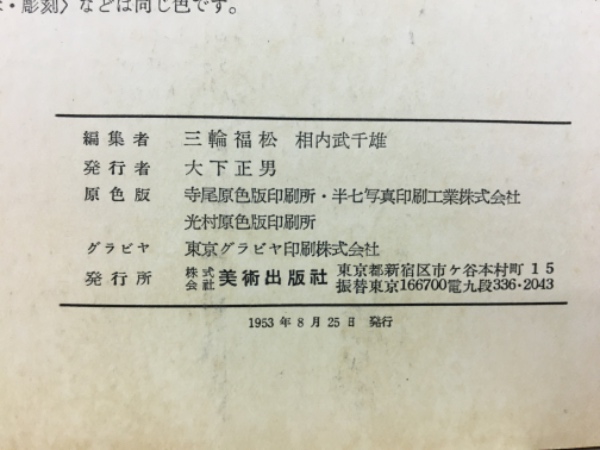 ・彫刻〉などは同じ色です。
編集者 三輪福松 相内武千雄
発行者 大下正男
原色版 寺尾原色版印刷所・半七写真印刷工業株式会社
光村原色版印刷所
グラビヤ 東京グラビヤ印刷株式会社
発行所 株式会社 美術出版社 東京都新宿区市ケ谷本村町15
振替東京166700電九段336・2043
1953年8月25日 発行